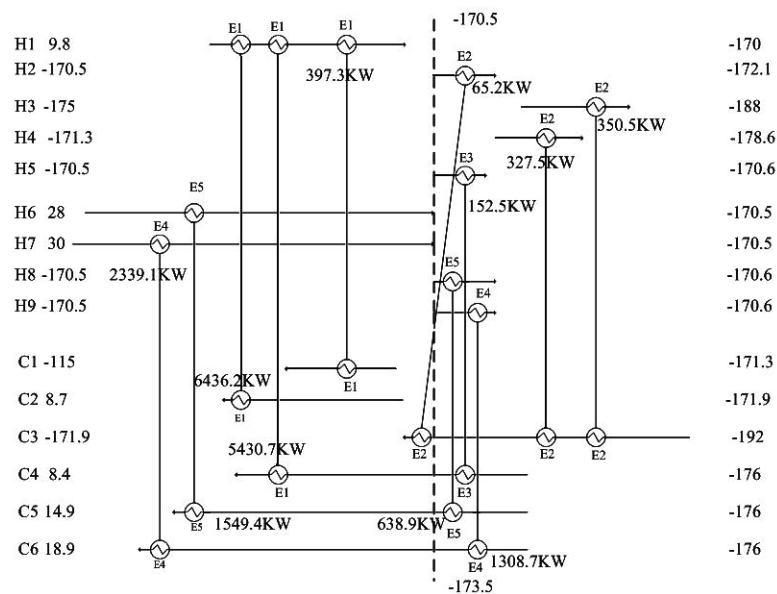 -170.5
E1 E1 E1
H1 9.8 -170
E2
H2 -170.5 -172.1
397.3KW 65.2KW
E2
H3 -175 -188
350.5KW
E2
H4 -171.3 -178.6
327.5KW
E3
H5 -170.5 -170.6
E5
152.5KW
H6 28 -170.5
E4
H7 30 -170.5
E5
2339.1KW
H8 -170.5 -170.6
E4
H9 -170.5 -170.6
C1 -115 -171.3
6436.2KW E1
C2 8.7 -171.9
E1
C3 -171.9 -192
E2 E2 E2
5430.7KW
C4 8.4 -176
E1 E3
C5 14.9 -176
E5 1549.4KW 638.9KW E5
C6 18.9 -176
E4 E4 1308.7KW
-173.5